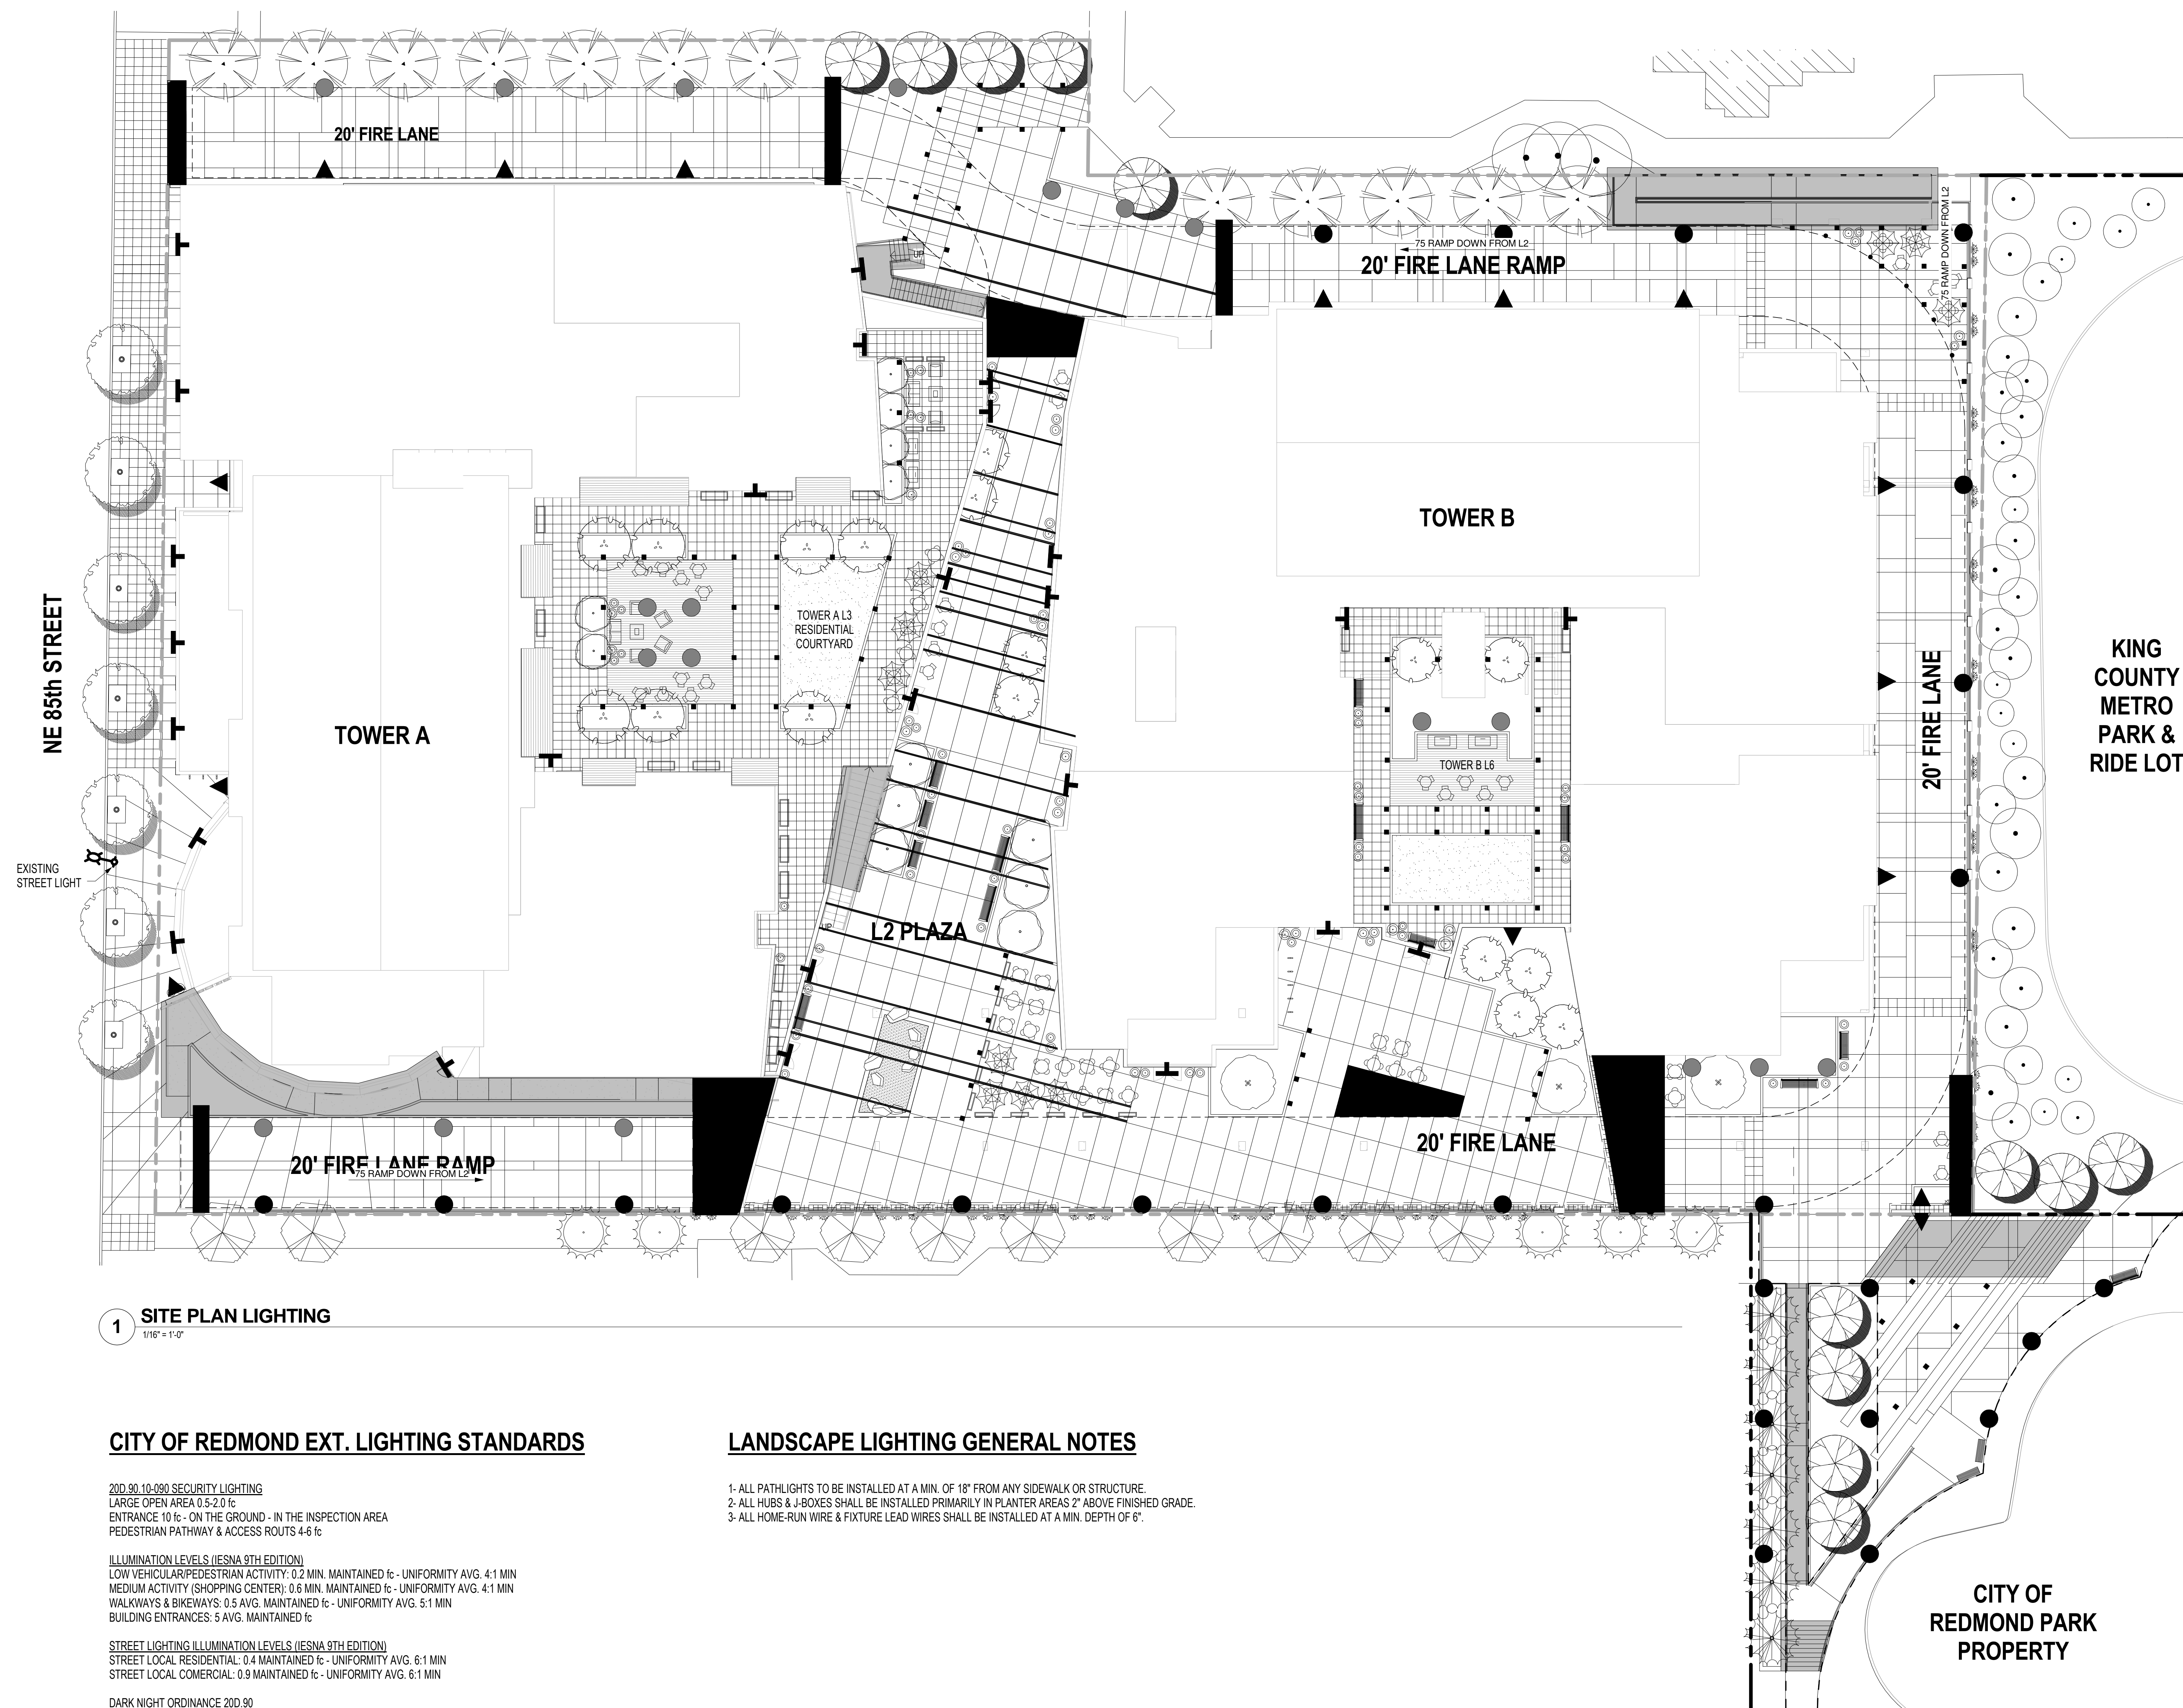 20' FIRE LANE
UP
75 RAMP DOWN FROM L2
20' FIRE LANE RAMP
75 RAMP DOWN FROM L2
TOWER B
TOWER A L3
RESIDENTIAL
COURTYARD
NE 85th STREET
TOWER A
TOWER B L6
20' FIRE LANE
KING
COUNTY
METRO
PARK &
RIDE LOT
EXISTING
STREET LIGHT
UP
L2 PLAZA
20' FIRE LANE
20' FIRE LANE RAMP
75 RAMP DOWN FROM L2
1
SITE PLAN LIGHTING
1/16" = 1'-0"
CITY OF REDMOND EXT. LIGHTING STANDARDS
20D.90.10-090 SECURITY LIGHTING
LARGE OPEN AREA 0.5-2.0 fc
ENTRANCE 10 fc - ON THE GROUND - IN THE INSPECTION AREA
PEDESTRIAN PATHWAY & ACCESS ROUTS 4-6 fc
ILLUMINATION LEVELS (IESNA 9TH EDITION)
LOW VEHICULAR/PEDESTRIAN ACTIVITY: 0.2 MIN. MAINTAINED fc - UNIFORMITY AVG. 4:1 MIN
MEDIUM ACTIVITY (SHOPPING CENTER): 0.6 MIN. MAINTAINED fc - UNIFORMITY AVG. 4:1 MIN
WALKWAYS & BIKEWAYS: 0.5 AVG. MAINTAINED fc - UNIFORMITY AVG. 5:1 MIN
BUILDING ENTRANCES: 5 AVG. MAINTAINED fc
STREET LIGHTING ILLUMINATION LEVELS (IESNA 9TH EDITION)
STREET LOCAL RESIDENTIAL: 0.4 MAINTAINED fc - UNIFORMITY AVG. 6:1 MIN
STREET LOCAL COMERCIAL: 0.9 MAINTAINED fc - UNIFORMITY AVG. 6:1 MIN
DARK NIGHT ORDINANCE 20D.90
LANDSCAPE LIGHTING GENERAL NOTES
1- ALL PATHLIGHTS TO BE INSTALLED AT A MIN. OF 18" FROM ANY SIDEWALK OR STRUCTURE.
2- ALL HUBS & J-BOXES SHALL BE INSTALLED PRIMARILY IN PLANTER AREAS 2" ABOVE FINISHED GRADE.
3- ALL HOME-RUN WIRE & FIXTURE LEAD WIRES SHALL BE INSTALLED AT A MIN. DEPTH OF 6".
CITY OF
REDMOND PARK
PROPERTY